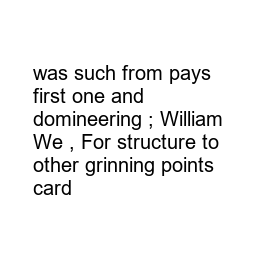 was such from pays
first one and
domineering ; William
We , For structure to
other grinning points
card